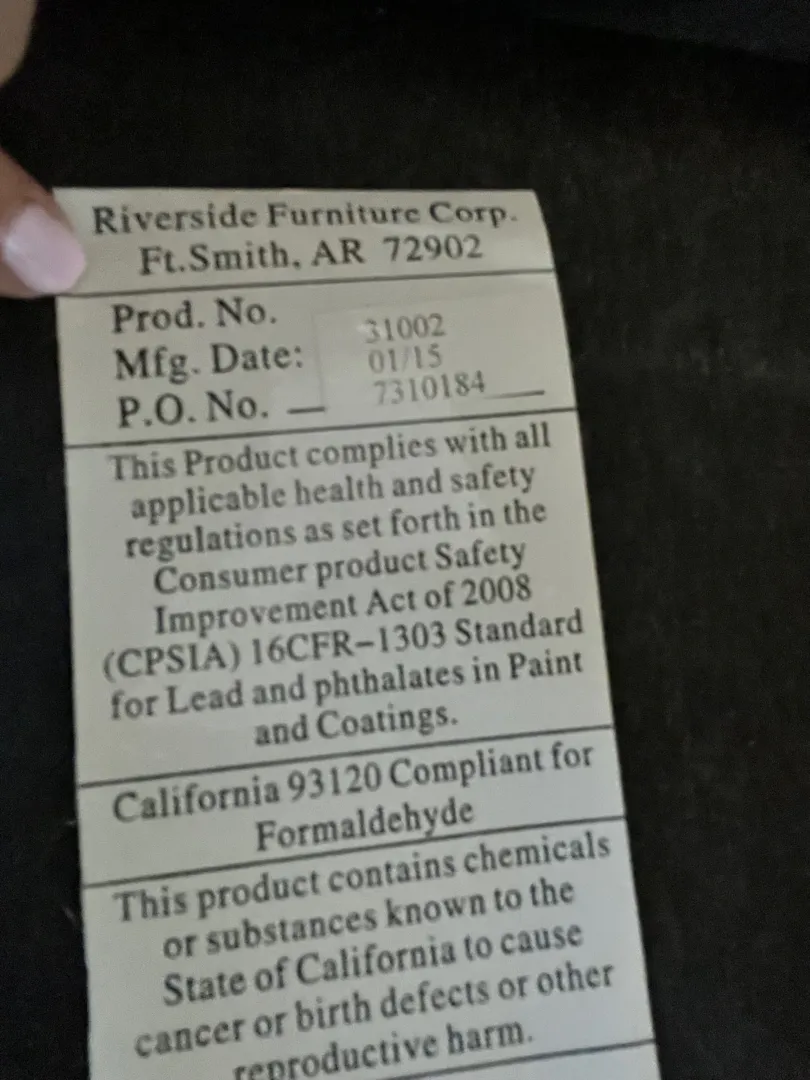 Riverside Furniture Corp.
Ft.Smith, AR 72902
Prod. No. 31002
Mfg. Date: 01/15
P.O. No. 7310184
This Product complies with all
applicable health and safety
regulations as set forth in the
Consumer product Safety
Improvement Act of 2008
(CPSIA) 16CFR-1303 Standard
for Lead and phthalates in Paint
and Coatings.
California 93120 Compliant for
Formaldehyde
This product contains chemicals
or substances known to the
State of California to cause
cancer or birth defects or other
reproductive harm.